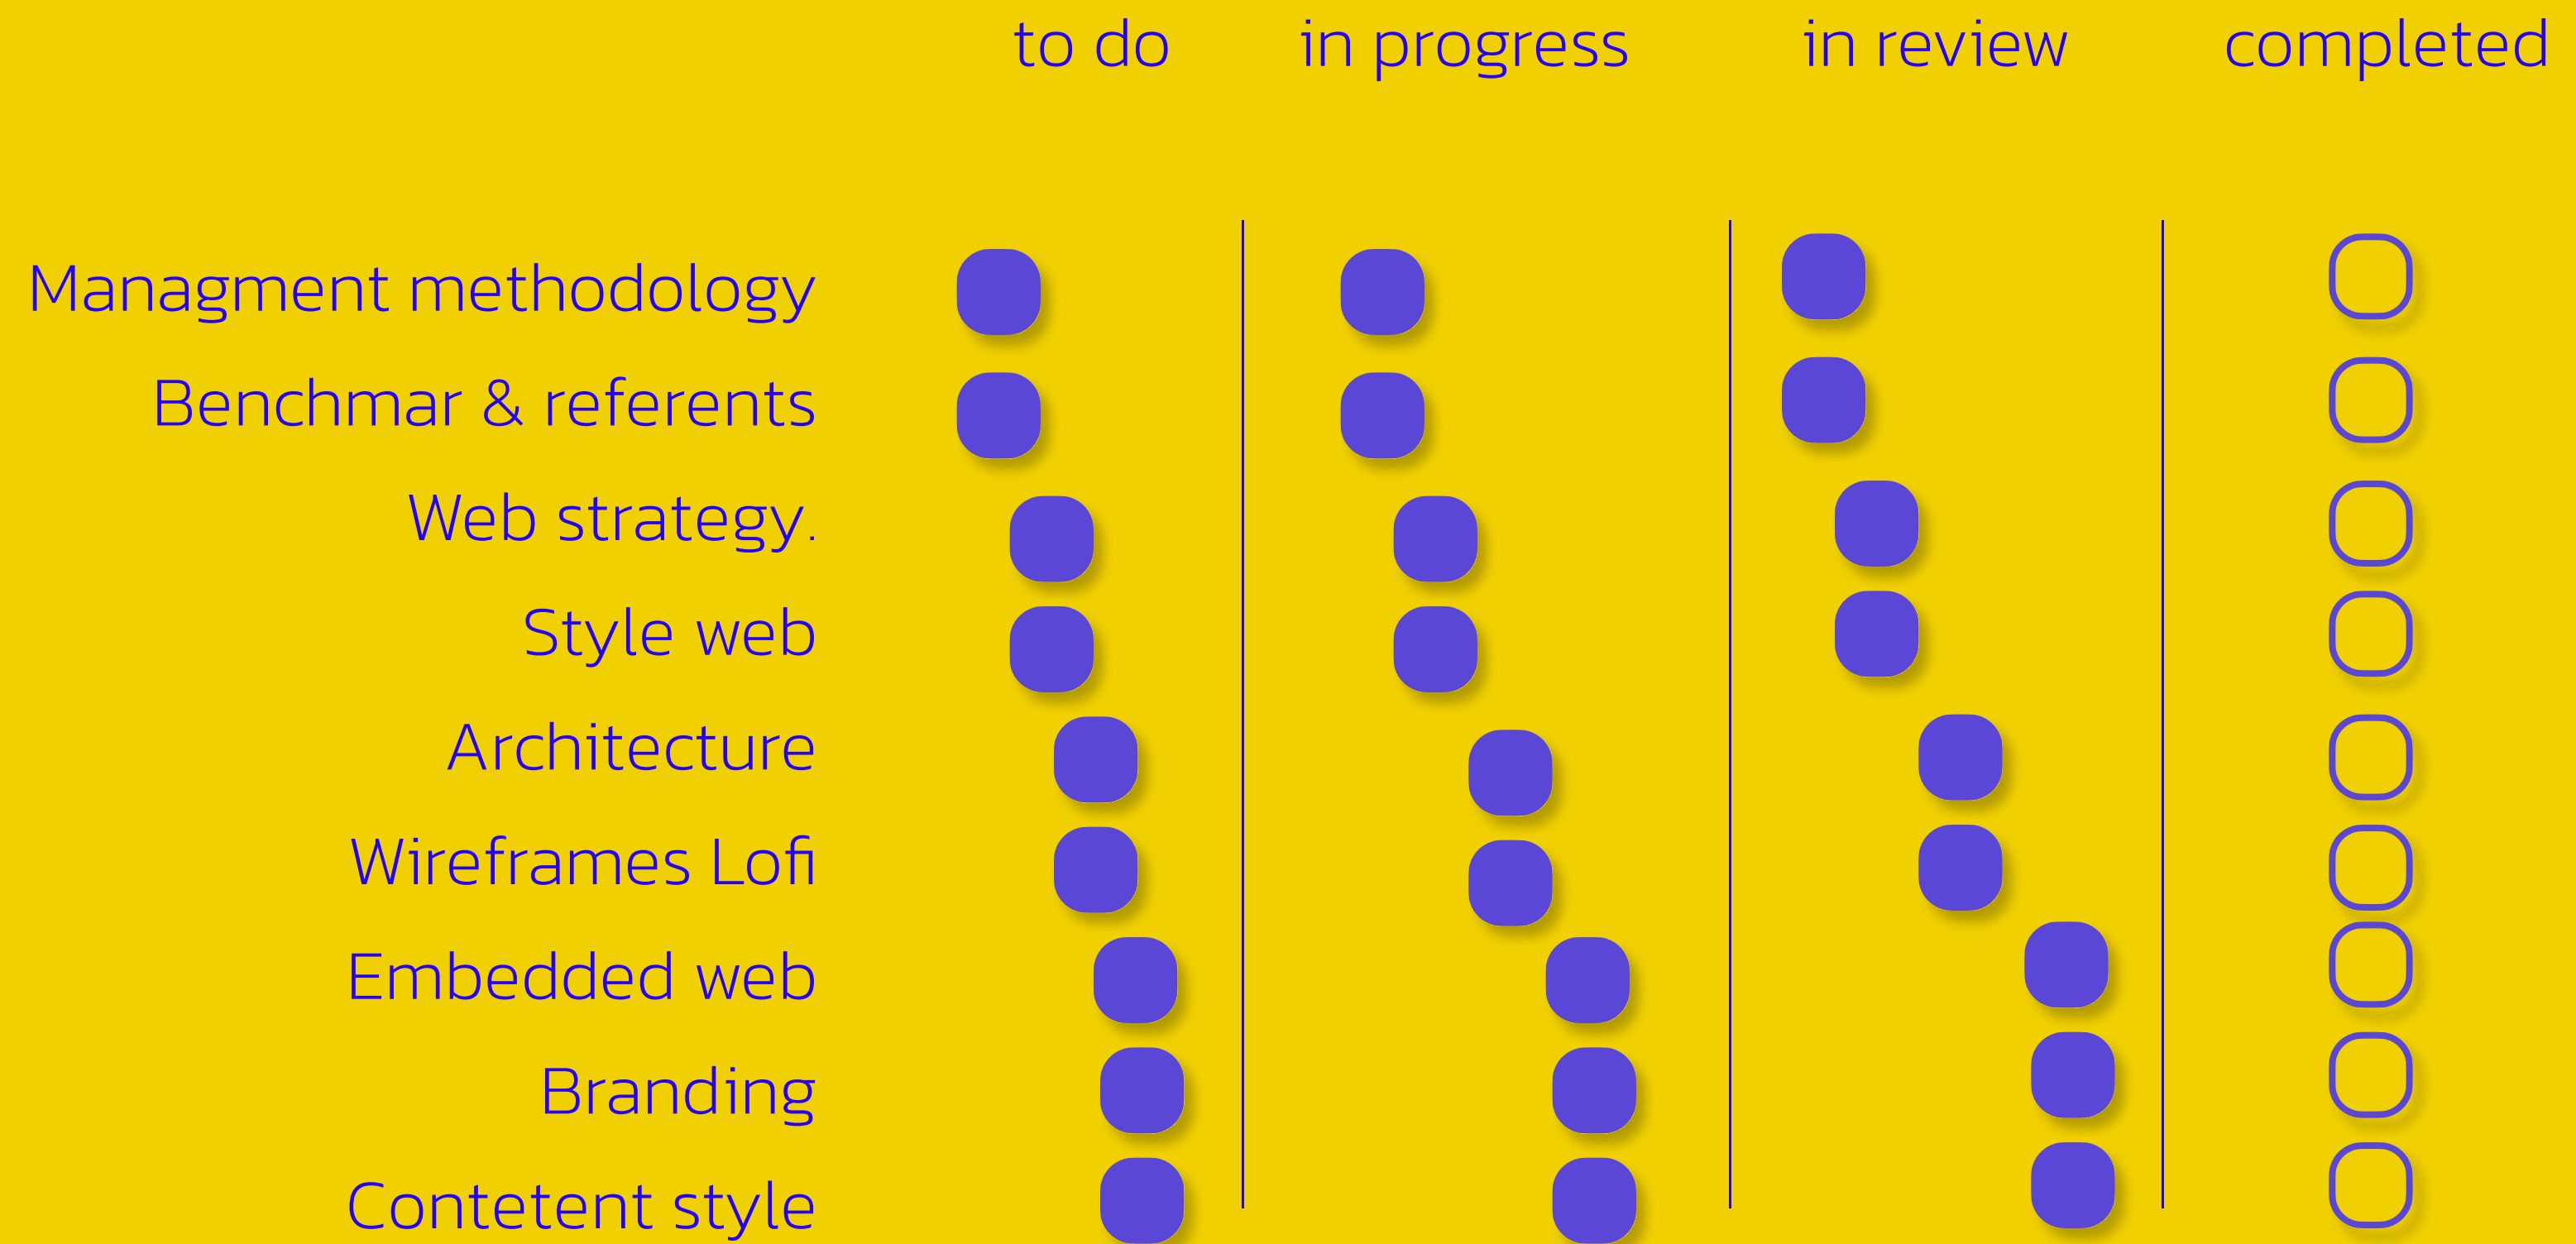 to do in progress in review completed
Managment methodology
Benchmar & referents
Web strategy.
Style web
Architecture
Wireframes Lofi
Embedded web
Branding
Contetent style